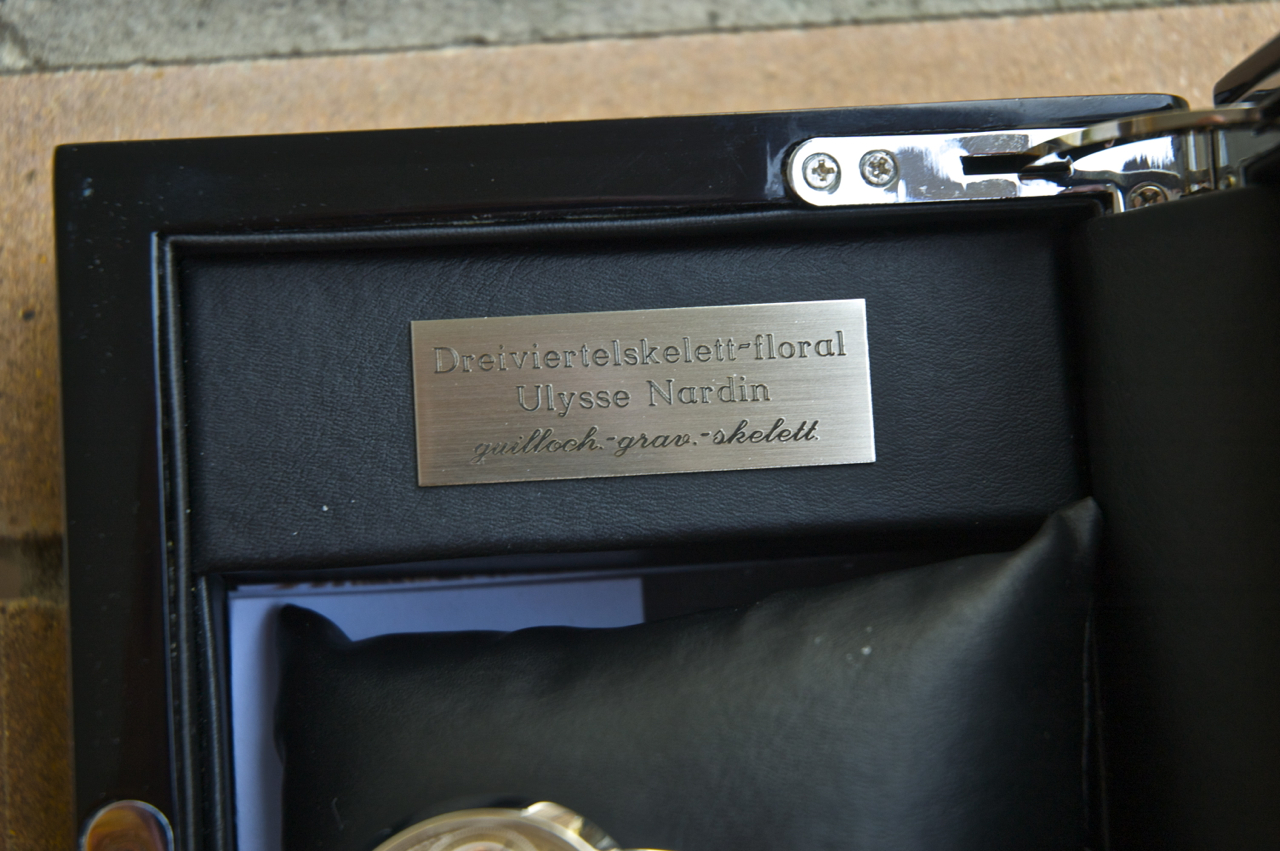 Dreiviertelskelett-floral
Ulysse Nardin
guilloch.-grav.-skelett.